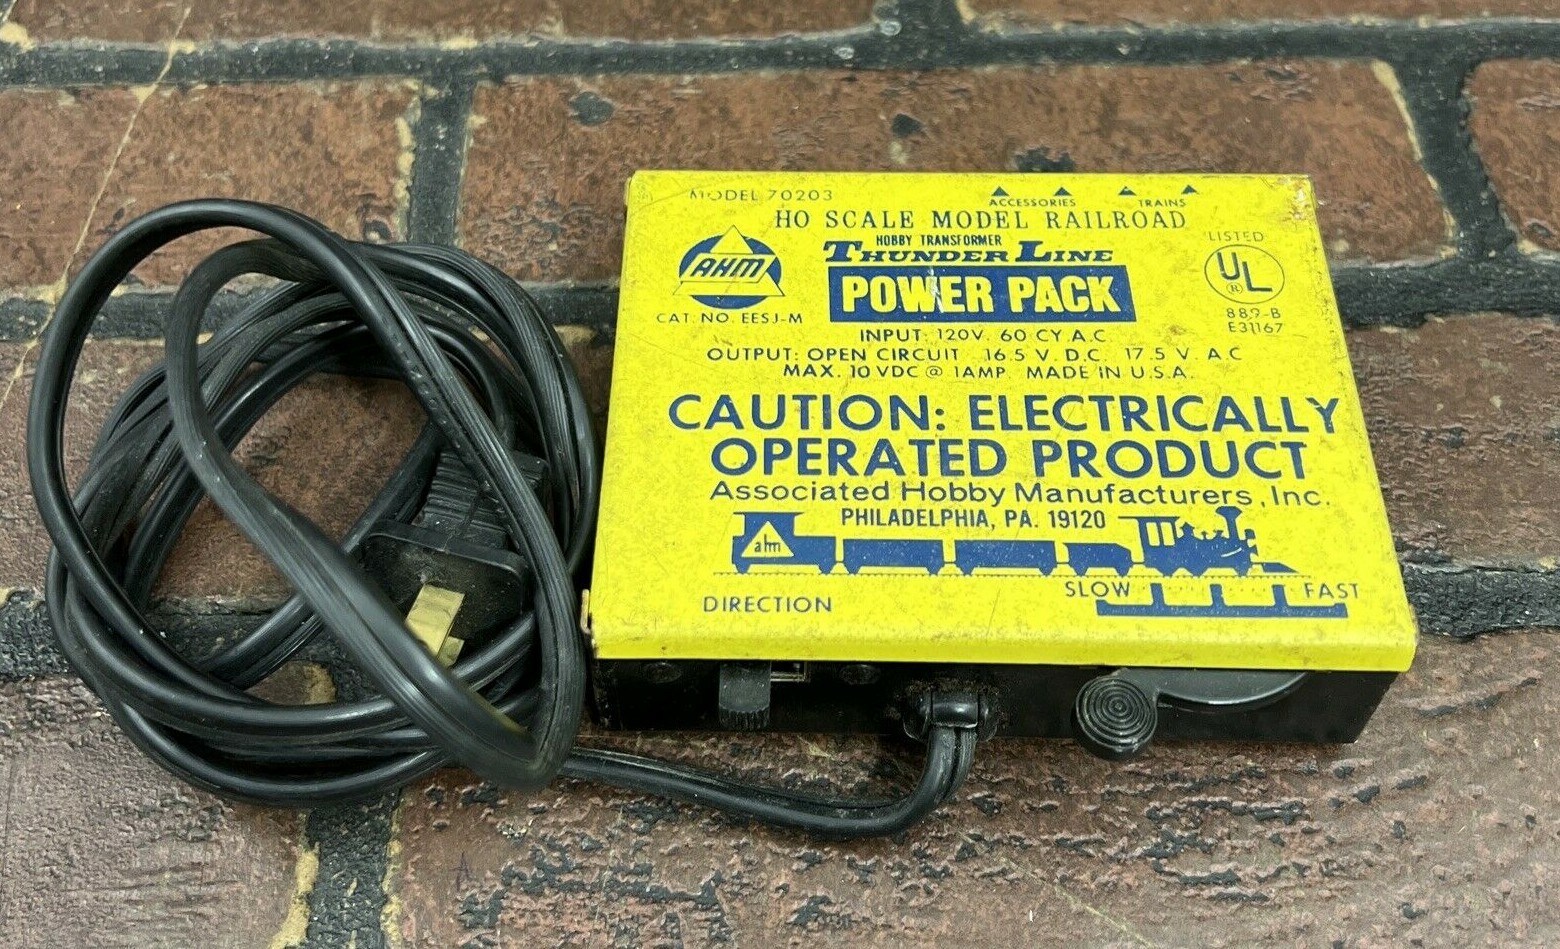 MODEL 70203
ACCESSORIES TRAINS
HO SCALE MODEL RAILROAD
HOBBY TRANSFORMER
THUNDER LINE
POWER PACK
AHM
CAT. NO. EESJ-M
LISTED
UL
®
889-B
E31167
INPUT: 120V. 60 CY A.C.
OUTPUT: OPEN CIRCUIT 16.5 V. D.C. 17.5 V. A.C
MAX. 10 VDC @ 1AMP. MADE IN U.S.A.
CAUTION: ELECTRICALLY
OPERATED PRODUCT
Associated Hobby Manufacturers, Inc.
PHILADELPHIA, PA. 19120
ahm
SLOW FAST
DIRECTION